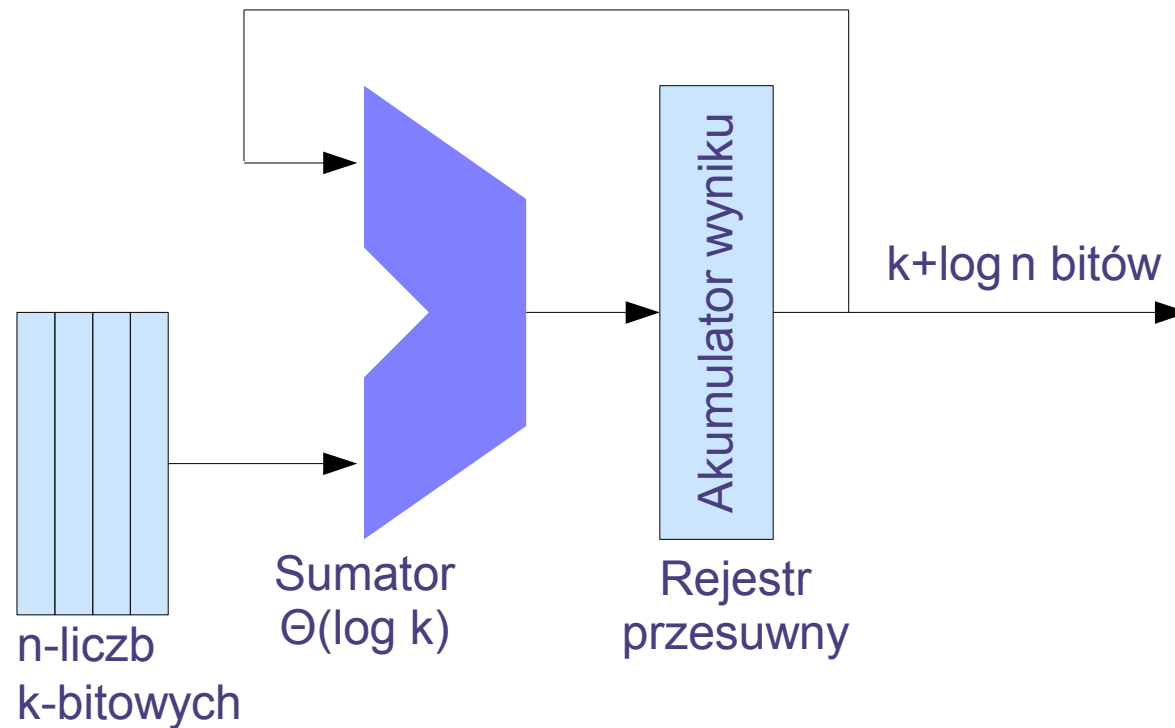 Akumulator wyniku
k+log n bitów
Sumator
Θ(log k)
Rejestr
przesuwny
n-liczb
k-bitowych